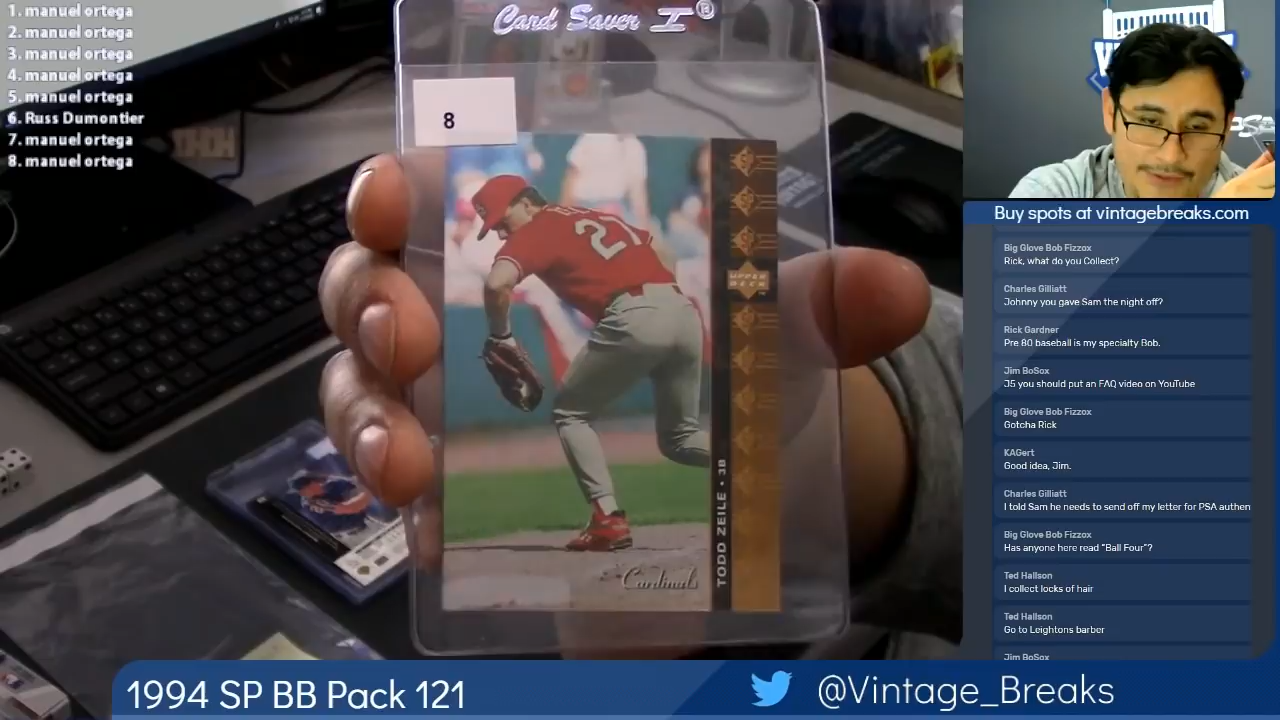 1. manuel ortega
2. manuel ortega
3. manuel ortega
4. manuel ortega
5. manuel ortega
6. Russ Dumontier
7. manuel ortega
8. manuel ortega
Card Saver I®
8
21
UPPER
DECK
TODD ZEILE • 3B
Cardinals
Buy spots at vintagebreaks.com
Big Glove Bob Fizzox
Rick, what do you Collect?
Charles Gilliatt
Johnny you gave Sam the night off?
Rick Gardner
Pre 80 baseball is my specialty Bob.
Jim BoSox
J5 you should put an FAQ video on YouTube
Big Glove Bob Fizzox
Gotcha Rick
KAGert
Good idea, Jim.
Charles Gilliatt
I told Sam he needs to send off my letter for PSA authen
Big Glove Bob Fizzox
Has anyone here read "Ball Four"?
Ted Hallson
I collect locks of hair
Ted Hallson
Go to Leightons barber
Jim BoSox
1994 SP BB Pack 121
@Vintage_Breaks